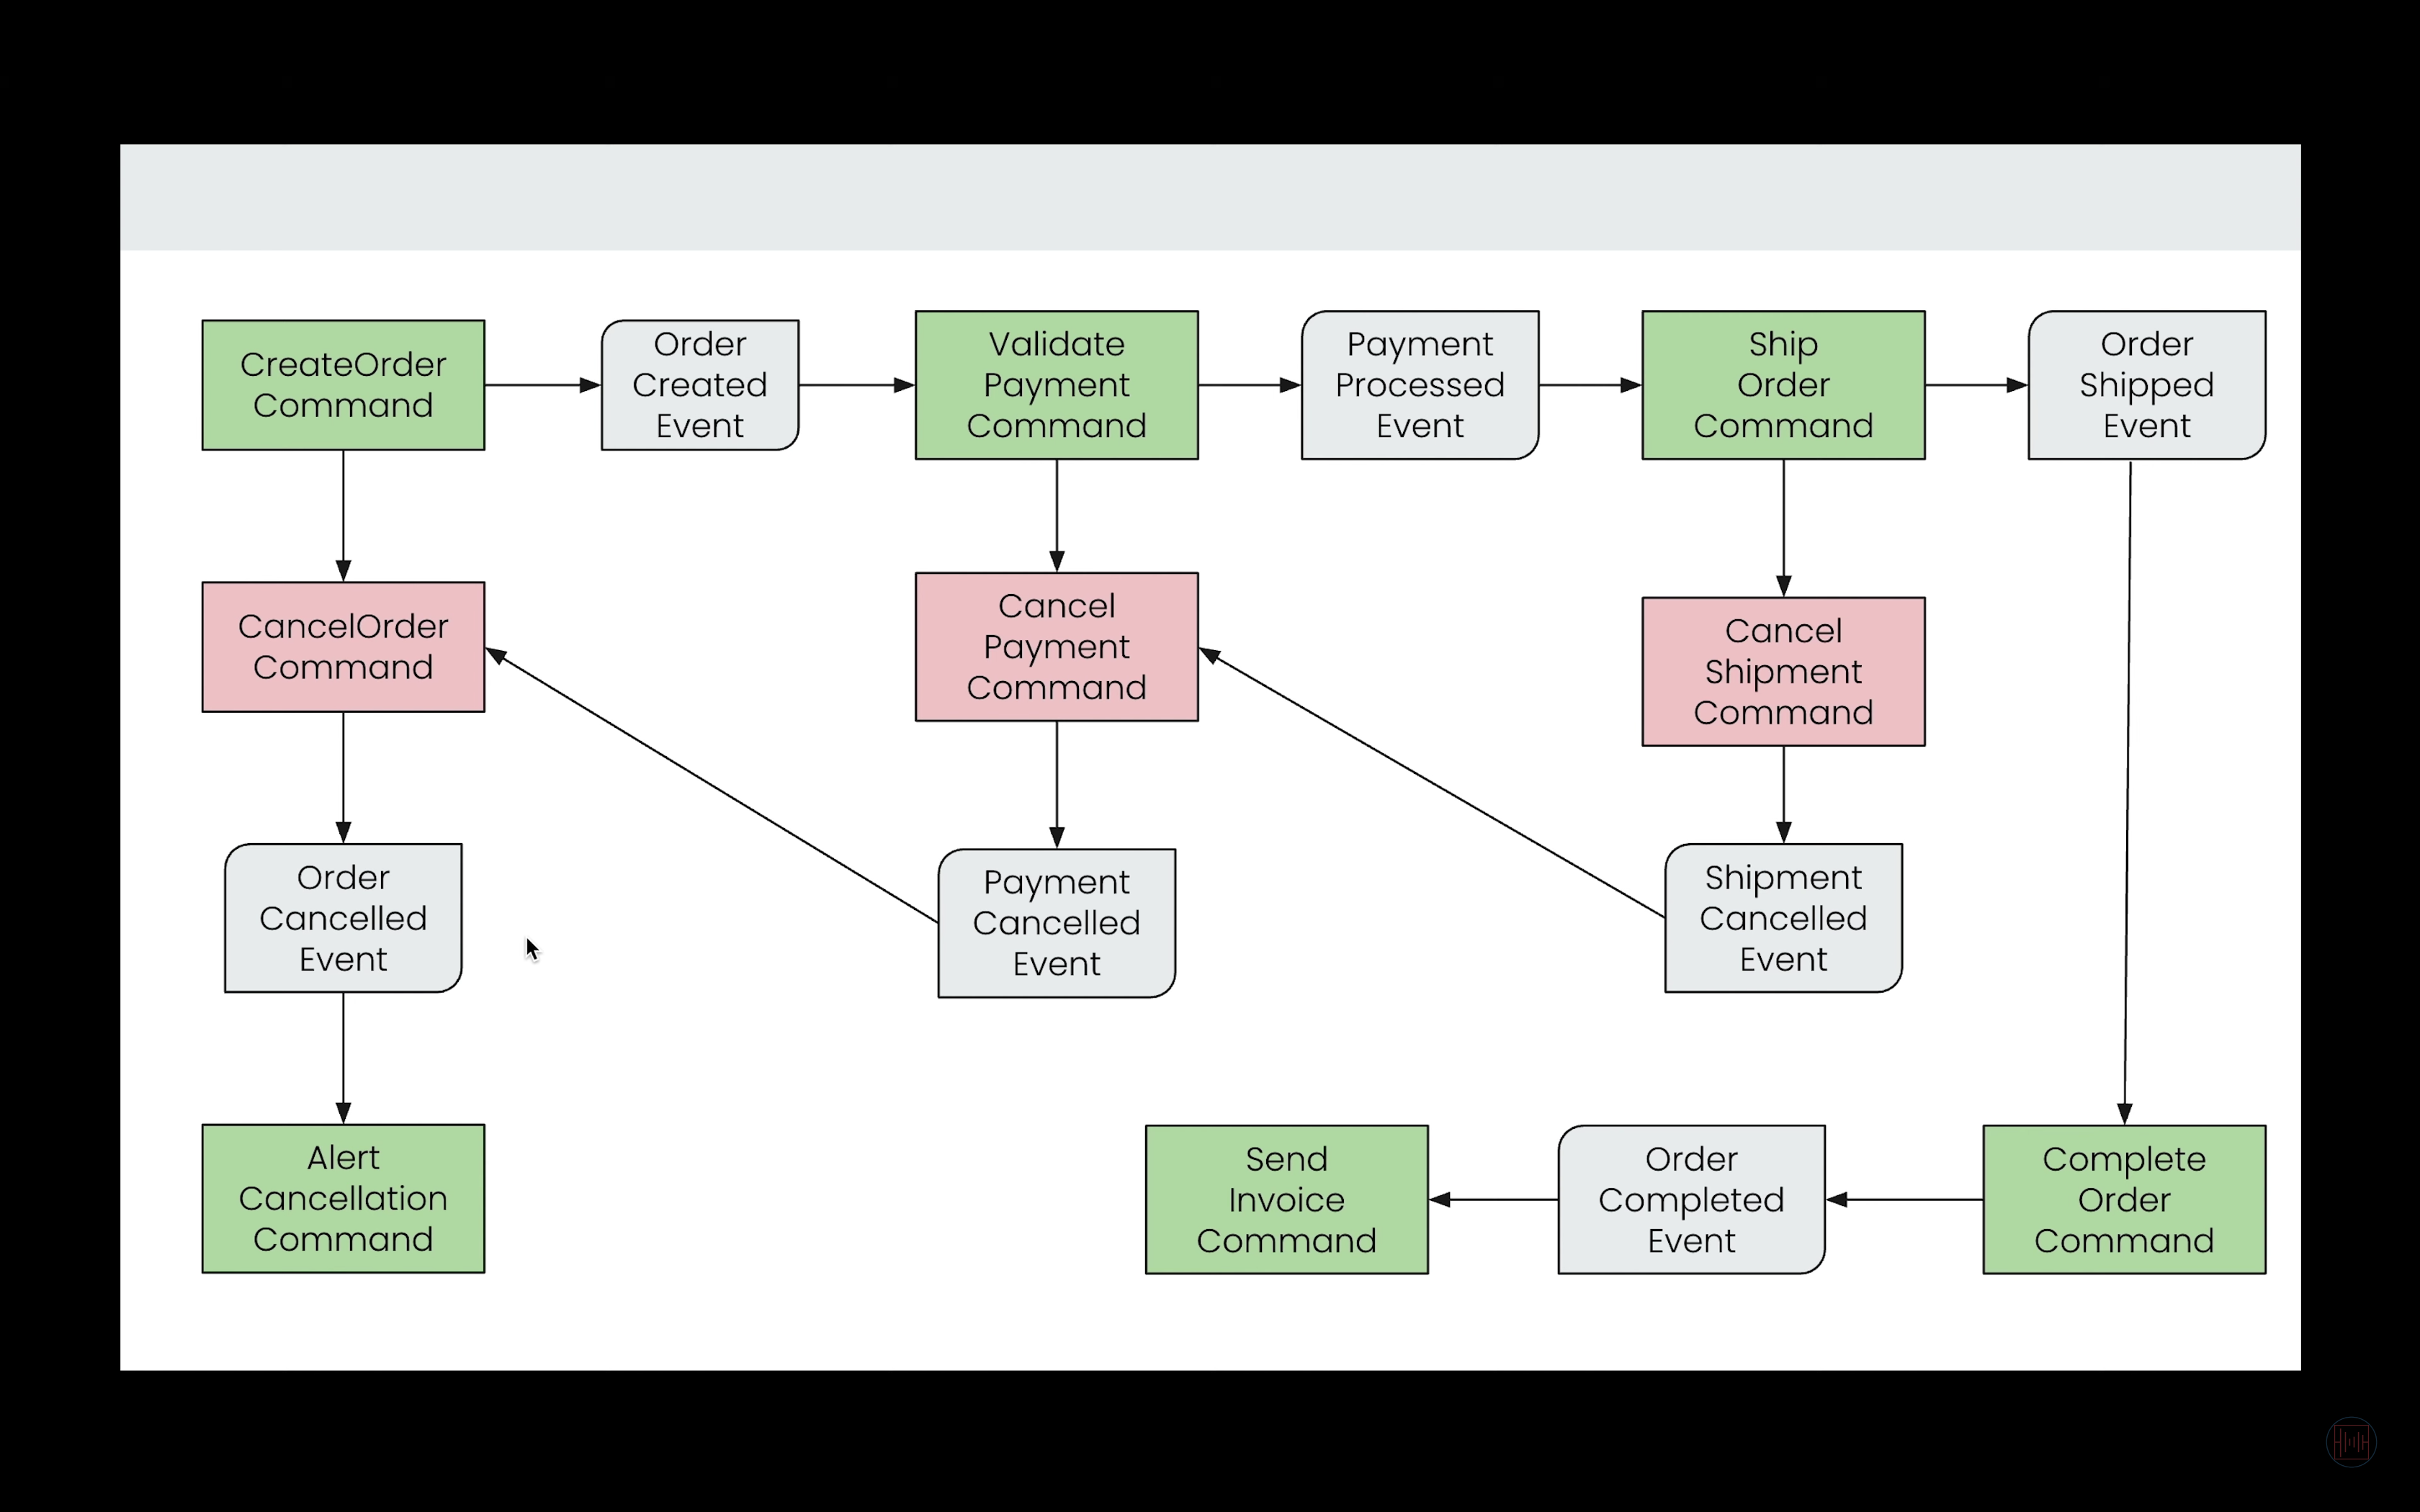 CreateOrder
Command
Order
Created
Event
Validate
Payment
Command
Payment
Processed
Event
Ship
Order
Command
Order
Shipped
Event
CancelOrder
Command
Cancel
Payment
Command
Cancel
Shipment
Command
Order
Cancelled
Event
Payment
Cancelled
Event
Shipment
Cancelled
Event
Alert
Cancellation
Command
Send
Invoice
Command
Order
Completed
Event
Complete
Order
Command